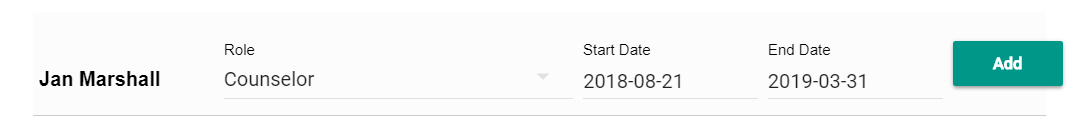 Role
Start Date
End Date
Jan Marshall
Counselor
2018-08-21
2019-03-31
Add